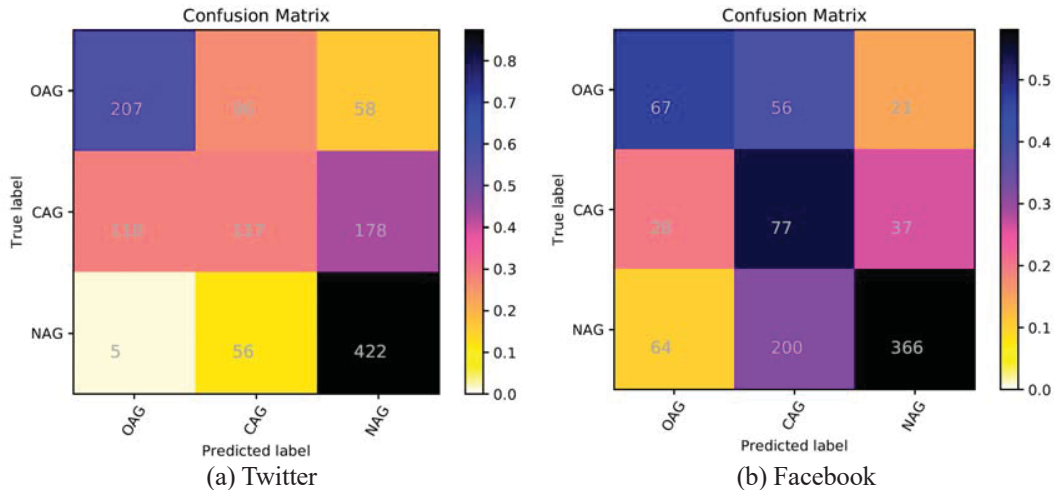 Confusion Matrix
OAG
CAG
NAG
True label
207 96 58
118 117 178
5 56 422
OAG
CAG
NAG
Predicted label
0.8
0.7
0.6
0.5
0.4
0.3
0.2
0.1
0.0
(a) Twitter
Confusion Matrix
OAG
CAG
NAG
True label
67 56 21
28 77 37
64 200 366
OAG
CAG
NAG
Predicted label
0.5
0.4
0.3
0.2
0.1
0.0
(b) Facebook